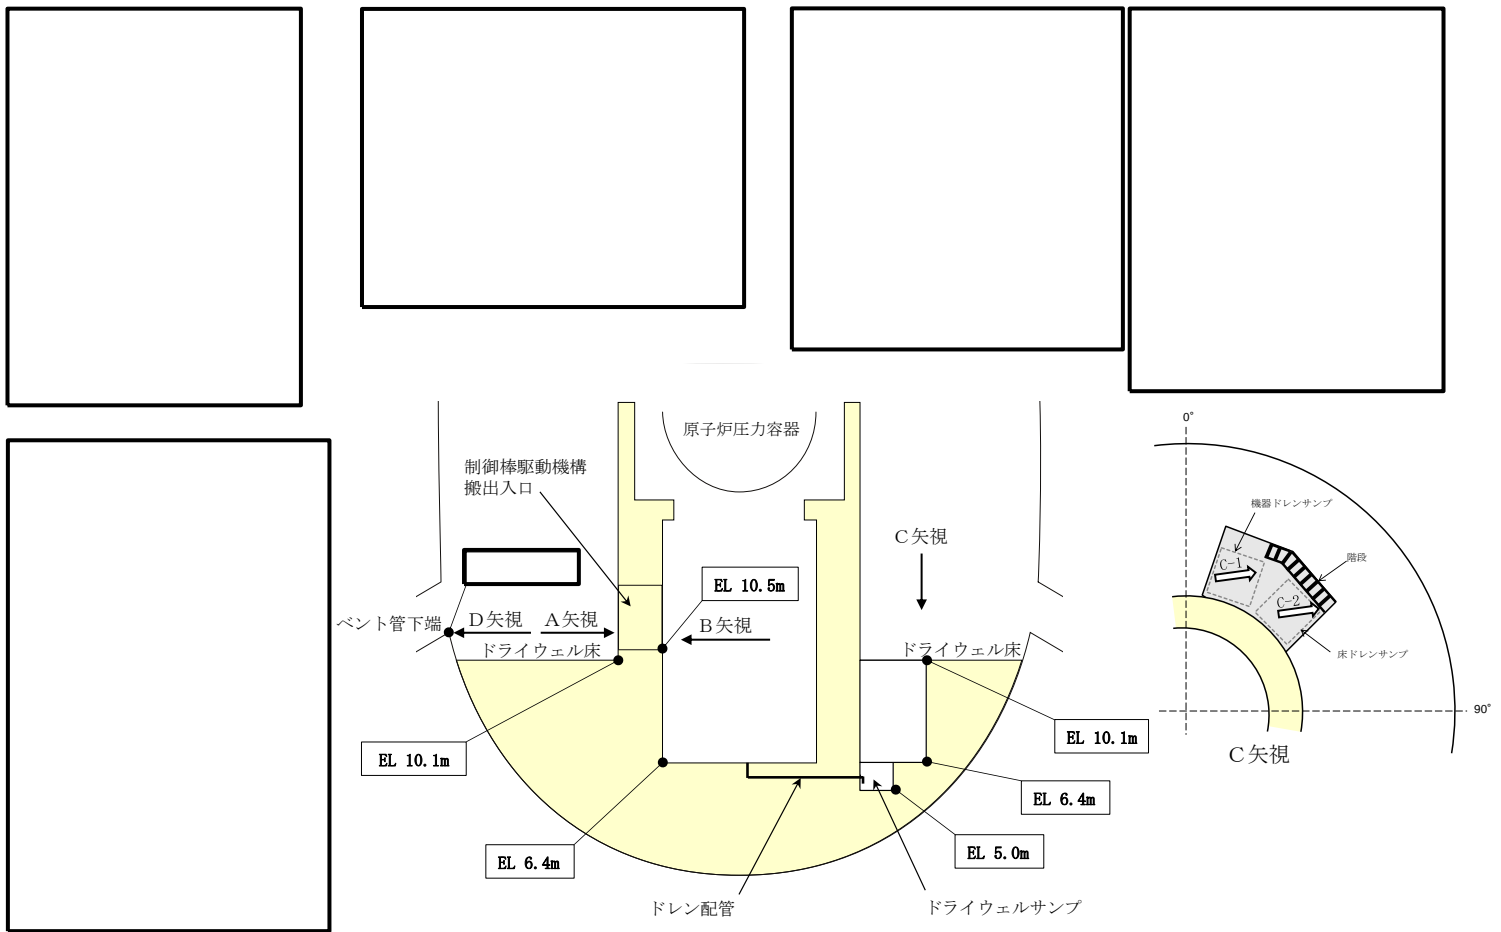 原子炉圧力容器
0°
制御棒駆動機構
搬出入口
機器ドレンサンプ
C矢視
階段
C-1
EL 10.5m
C-2
ベント管下端
D矢視
A矢視
B矢視
ドライウェル床
ドライウェル床
床ドレンサンプ
90°
EL 10.1m
EL 10.1m
C矢視
EL 6.4m
EL 6.4m
EL 5.0m
ドレン配管
ドライウェルサンプ